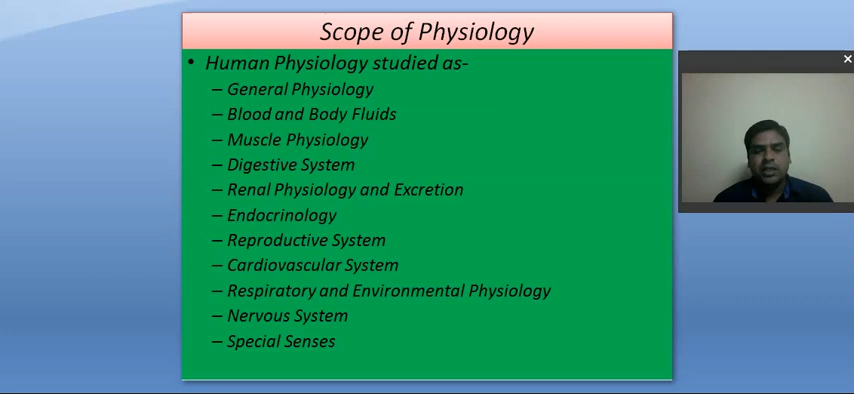 Scope of Physiology
• Human Physiology studied as-
– General Physiology
– Blood and Body Fluids
– Muscle Physiology
– Digestive System
– Renal Physiology and Excretion
– Endocrinology
– Reproductive System
– Cardiovascular System
– Respiratory and Environmental Physiology
– Nervous System
– Special Senses